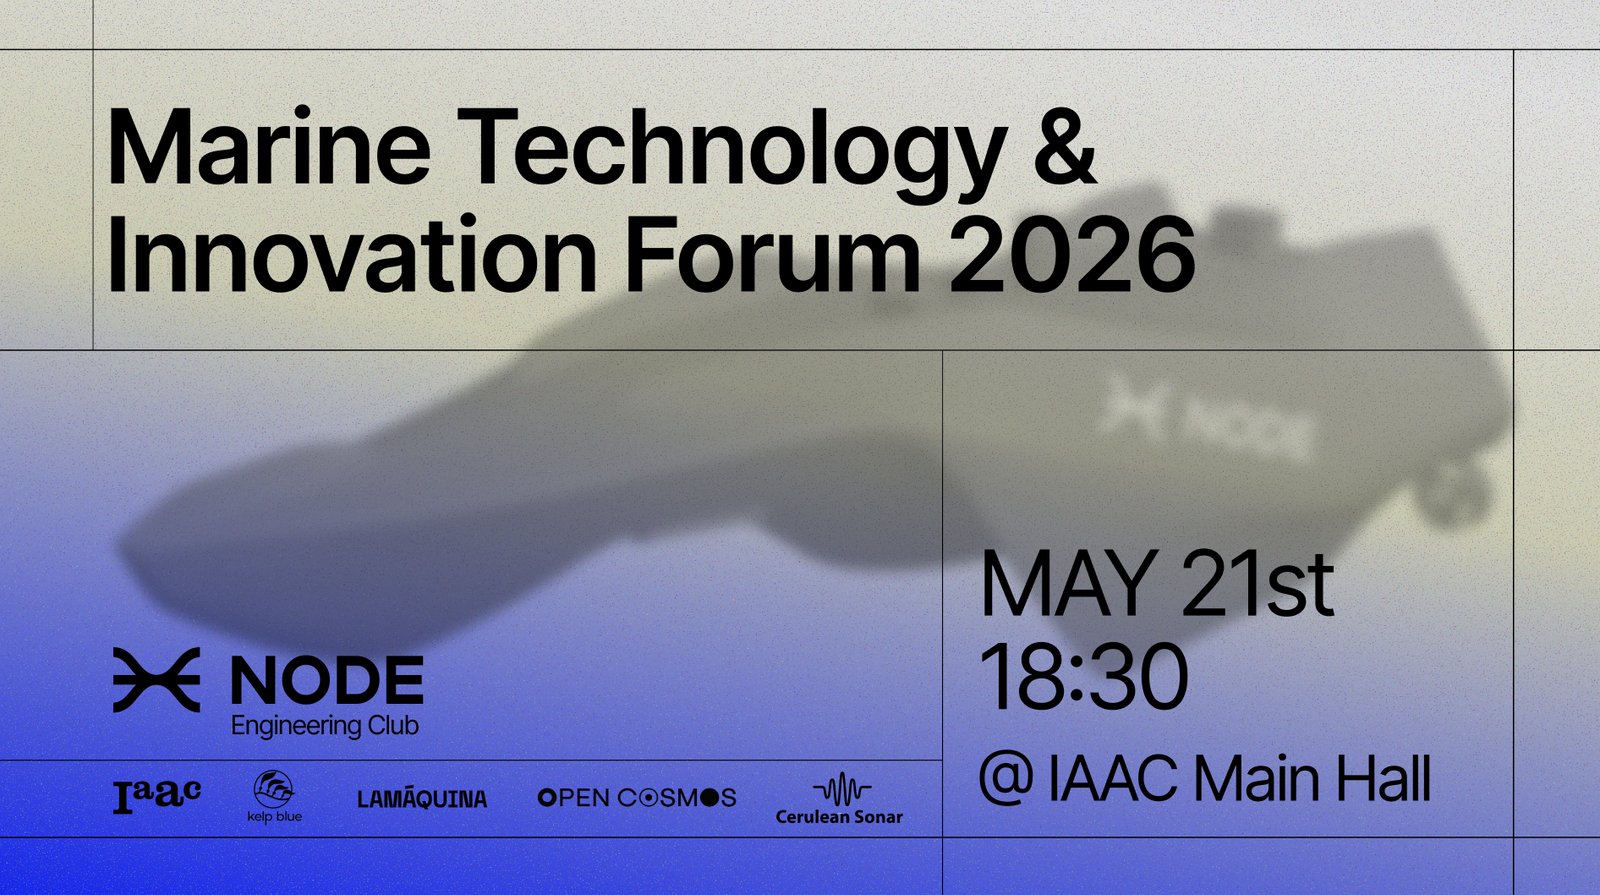 Marine Technology &
Innovation Forum 2026
NODE
MAY 21st
18:30
@ IAAC Main Hall
NODE
Engineering Club
Iaac
kelp blue
LAMÁQUINA
OPEN COSMOS
Cerulean Sonar